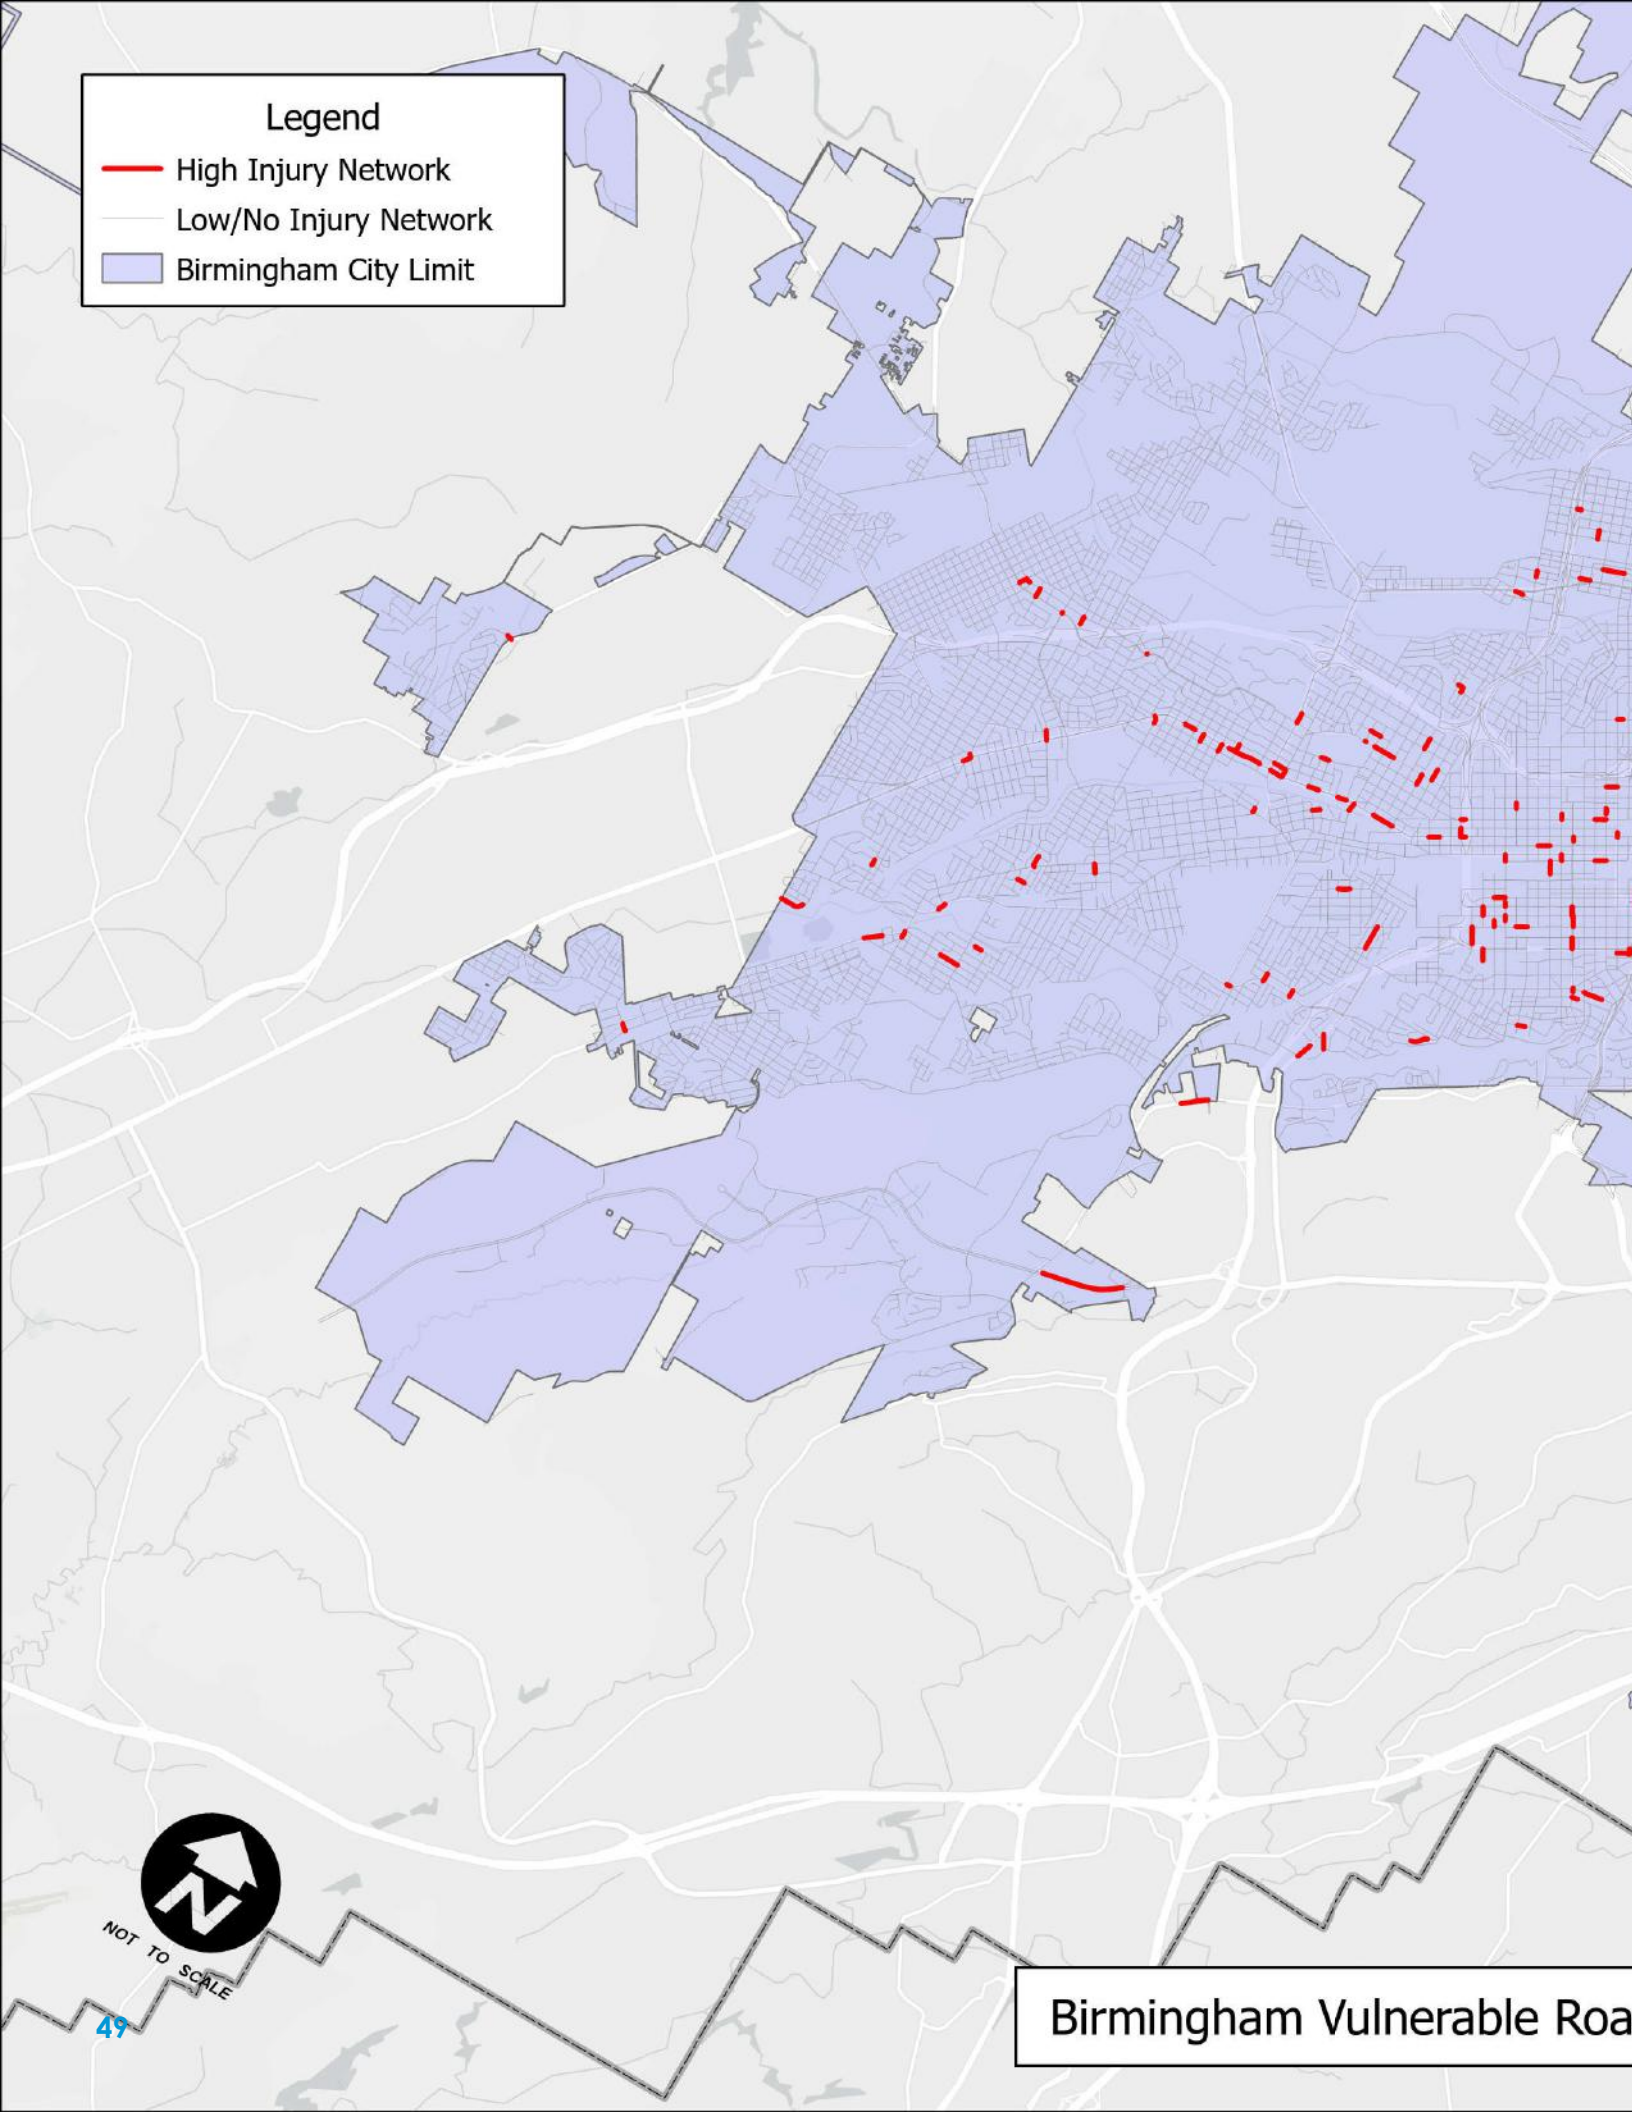 Legend
High Injury Network
Low/No Injury Network
Birmingham City Limit
N
NOT TO SCALE
49
Birmingham Vulnerable Roa